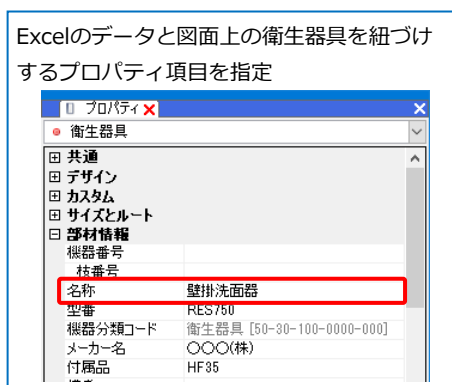 Excelのデータと図面上の衛生器具を紐づけ
するプロパティ項目を指定
プロパティ
衛生器具
共通
デザイン
カスタム
サイズとルート
部材情報
機器番号
枝番号
名称 壁掛洗面器
型番 RES750
機器分類コード 衛生器具 [50-30-100-0000-000]
メーカー名 〇〇〇(株)
付属品 HF35